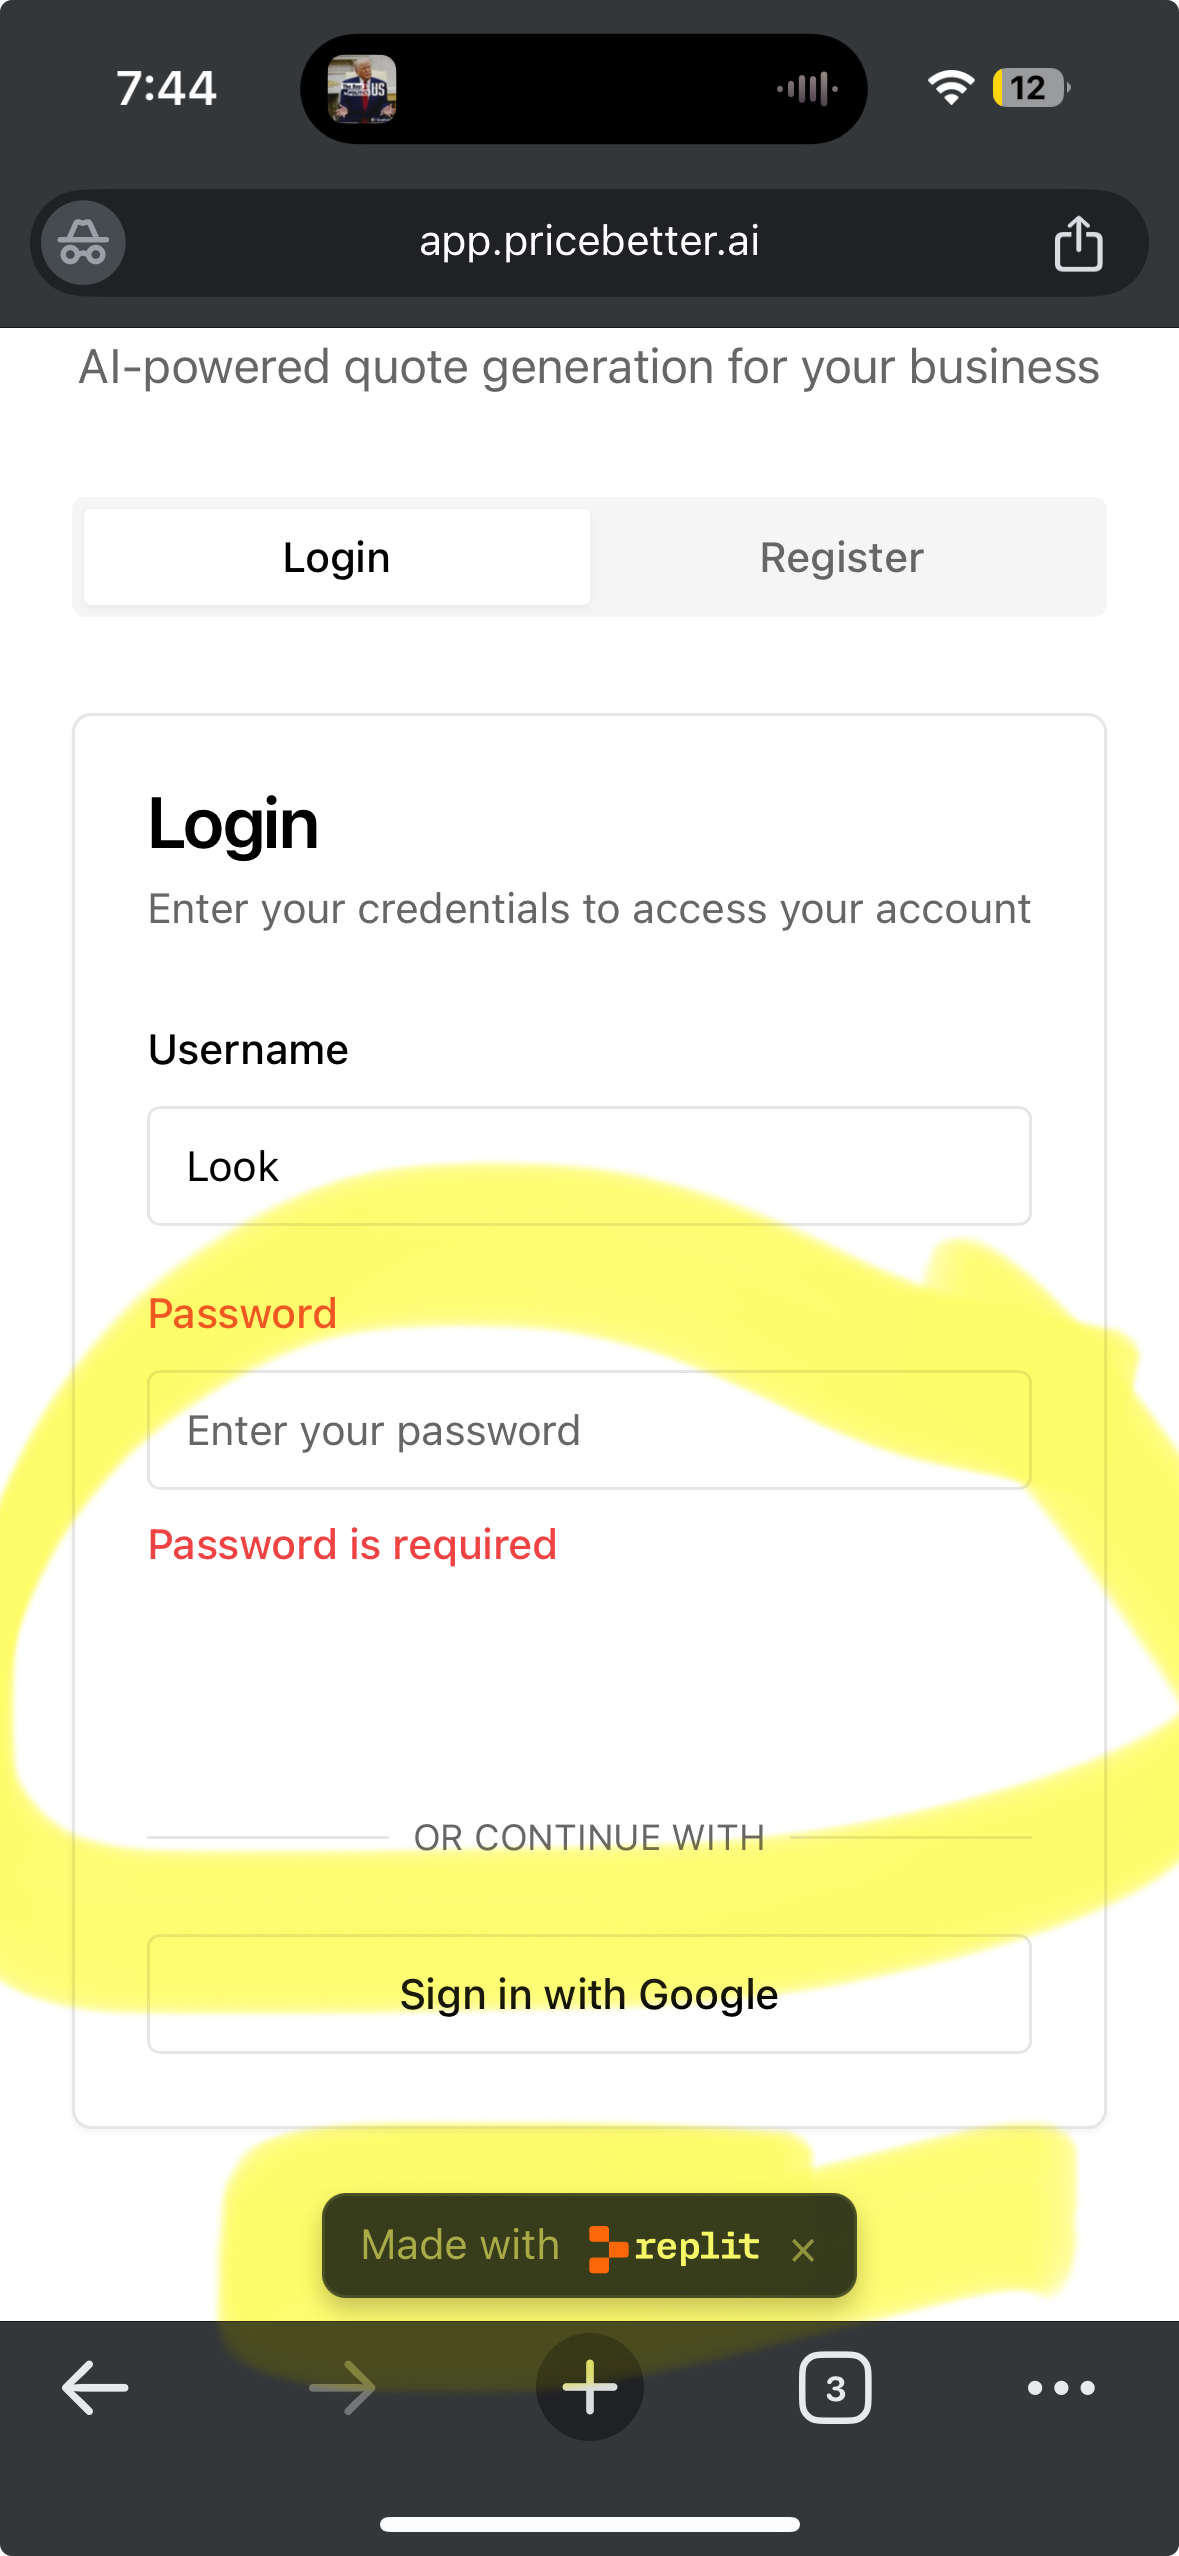 7:44
US
12
app.pricebetter.ai
AI-powered quote generation for your business
Login Register
Login
Enter your credentials to access your account
Username
Look
Password
Enter your password
Password is required
OR CONTINUE WITH
Sign in with Google
Made with replit ×
3